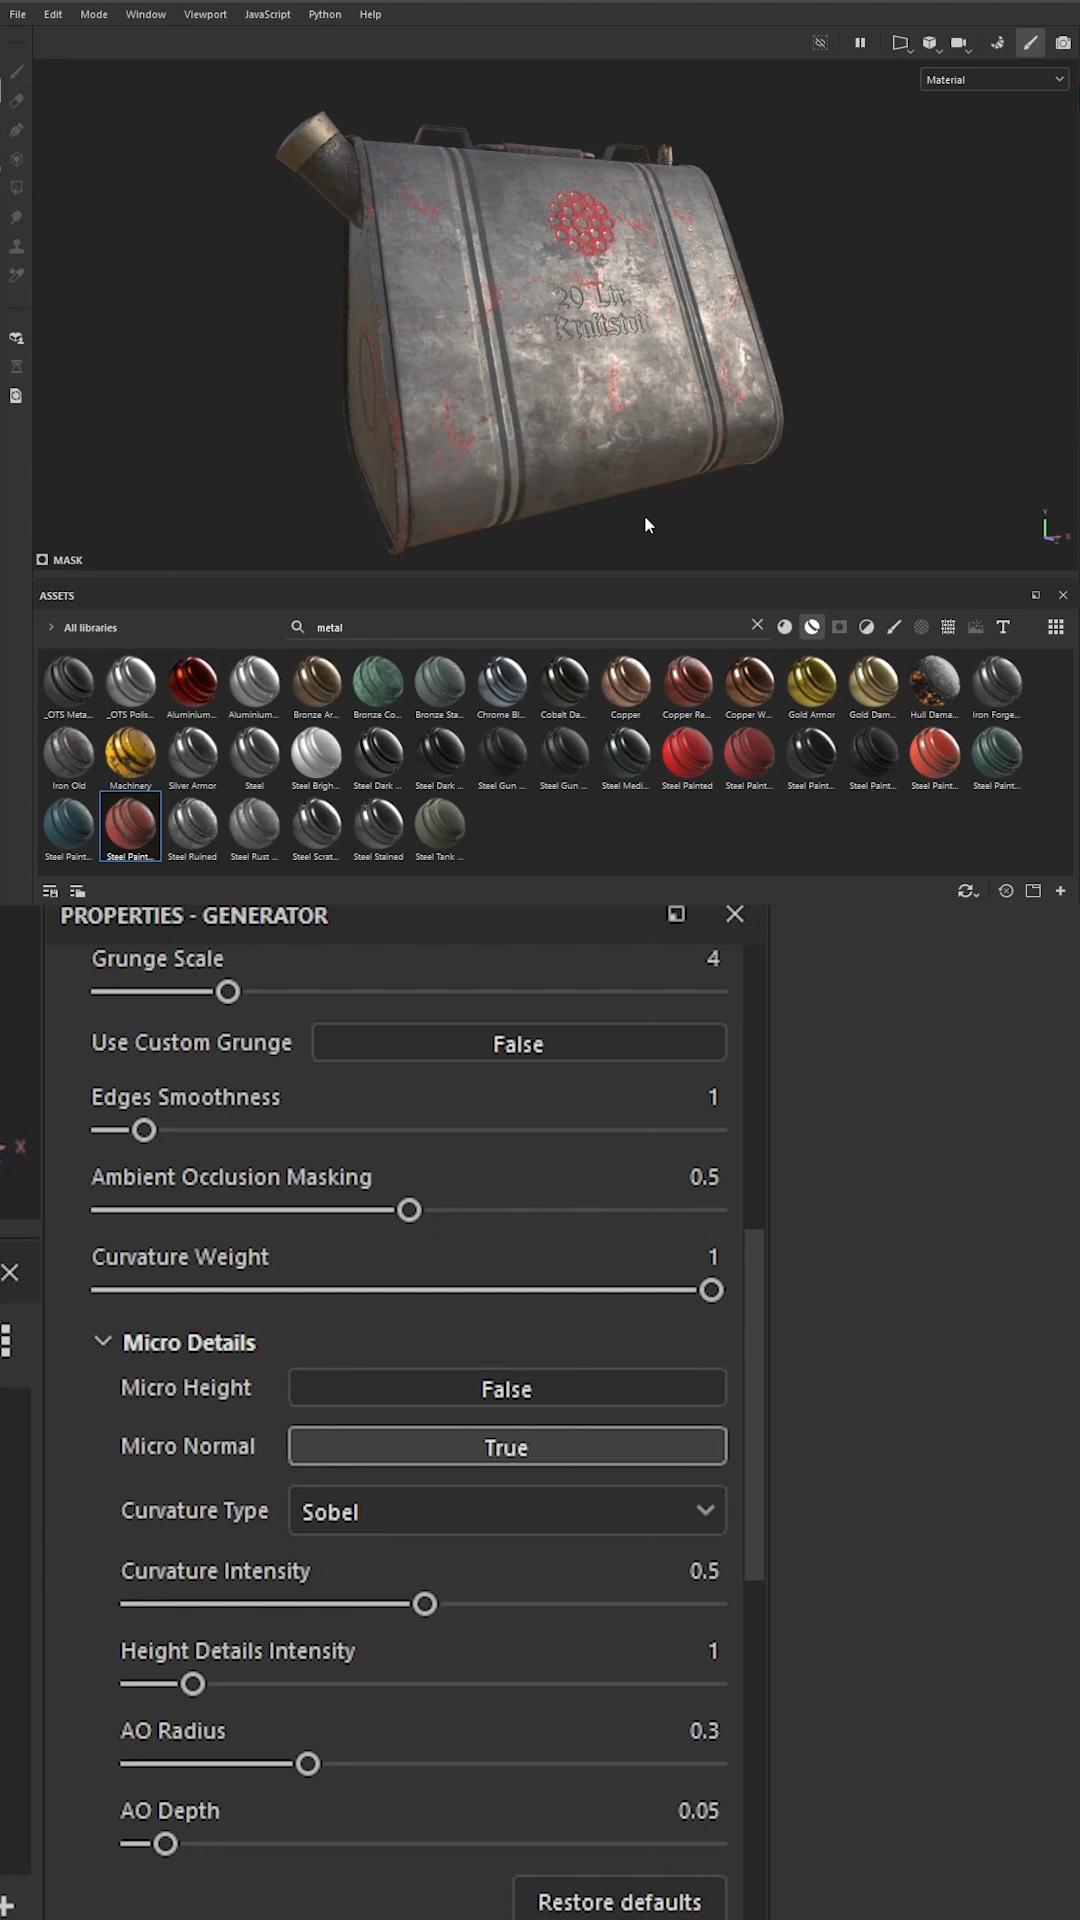 File Edit Mode Window Viewport JavaScript Python Help
Material
20 Ltr.
Kraftstoff
Y
X
Z
MASK
ASSETS
All libraries
metal
_OTS Meta... _OTS Polis... Aluminium... Aluminium... Bronze Ar... Bronze Co... Bronze Sta... Chrome Bl... Cobalt Da... Copper Copper Re... Copper W... Gold Armor Gold Dam... Hull Dama... Iron Forge...
Iron Old Machinery Silver Armor Steel Steel Brigh... Steel Dark ... Steel Dark ... Steel Gun ... Steel Gun ... Steel Medi... Steel Painted Steel Paint... Steel Paint... Steel Paint... Steel Paint... Steel Paint...
Steel Paint... Steel Paint... Steel Ruined Steel Rust ... Steel Scrat... Steel Stained Steel Tank ...
PROPERTIES - GENERATOR
Grunge Scale 4
Use Custom Grunge False
Edges Smoothness 1
X
Ambient Occlusion Masking 0.5
Curvature Weight 1
Micro Details
Micro Height False
Micro Normal True
Curvature Type Sobel
Curvature Intensity 0.5
Height Details Intensity 1
AO Radius 0.3
AO Depth 0.05
Restore defaults